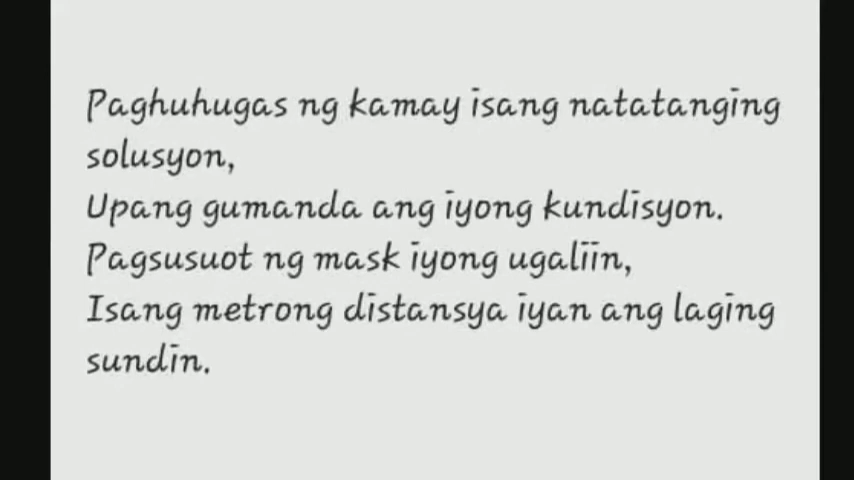 Paghuhugas ng kamay isang natatanging
solusyon,
Upang gumanda ang iyong kundisyon.
Pagsusuot ng mask iyong ugaliin,
Isang metrong distansya iyan ang laging
sundin.